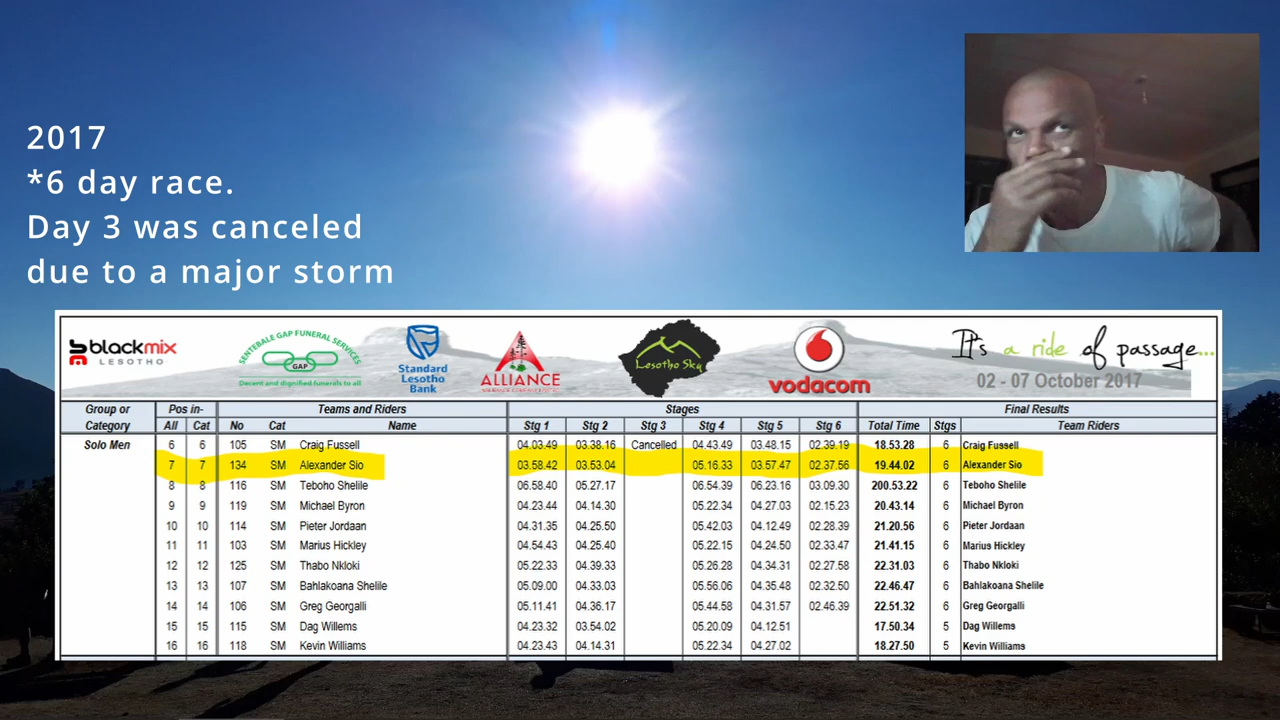 2017
*6 day race.
Day 3 was canceled
due to a major storm
blackmix
LESOTHO
SENTEBALE GAP FUNERAL SERVICES
GAP
Decent and dignified funerals to all
Standard
Lesotho
Bank
ALLIANCE
Lesotho Sky
vodacom
It's a ride of passage...
02 - 07 October 2017
Group or Category Pos in- Teams and Riders Stages Final Results
All Cat No Cat Name Stg 1 Stg 2 Stg 3 Stg 4 Stg 5 Stg 6 Total Time Stgs Team Riders
Solo Men 6 6 105 SM Craig Fussell 04.03.49 03.38.16 Cancelled 04.43.49 03.48.15 02.39.19 18.53.28 6 Craig Fussell
7 7 134 SM Alexander Sio 03.58.42 03.53.04 05.16.33 03.57.47 02.37.56 19.44.02 6 Alexander Sio
8 8 116 SM Teboho Shelile 06.58.40 05.27.17 06.54.39 06.23.16 03.09.30 200.53.22 6 Teboho Shelile
9 9 119 SM Michael Byron 04.23.44 04.14.30 05.22.34 04.27.03 02.15.23 20.43.14 6 Michael Byron
10 10 114 SM Pieter Jordaan 04.31.35 04.25.50 05.42.03 04.12.49 02.28.39 21.20.56 6 Pieter Jordaan
11 11 103 SM Marius Hickley 04.54.43 04.25.40 05.22.15 04.24.50 02.33.47 21.41.15 6 Marius Hickley
12 12 125 SM Thabo Nkloki 05.22.33 04.39.33 05.26.28 04.34.31 02.27.58 22.31.03 6 Thabo Nkloki
13 13 107 SM Bahlakoana Shelile 05.09.00 04.33.03 05.56.06 04.35.48 02.32.50 22.46.47 6 Bahlakoana Shelile
14 14 106 SM Greg Georgalli 05.11.41 04.36.17 05.44.58 04.31.57 02.46.39 22.51.32 6 Greg Georgalli
15 15 115 SM Dag Willems 04.23.32 03.54.02 05.20.09 04.12.51 17.50.34 5 Dag Willems
16 16 118 SM Kevin Williams 04.23.43 04.14.31 05.22.34 04.27.02 18.27.50 5 Kevin Williams